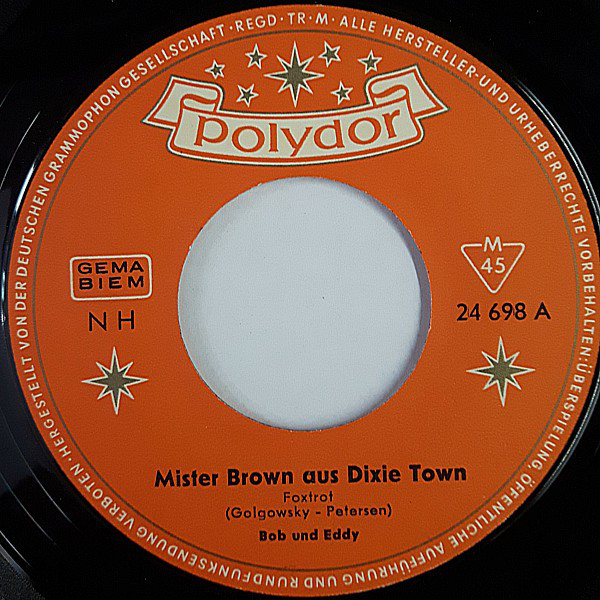 HERGESTELLT VON DER DEUTSCHEN GRAMMOPHON GESELLSCHAFT · REGD · TR · M · ALLE HERSTELLER- UND URHEBERRECHTE VORBEHALTEN: ÜBERSPIELUNG, ÖFFENTLICHE AUFFÜHRUNG UND RUNDFUNKSENDUNG VERBOTEN ·
polydor
GEMA
BIEM
NH
M
45
24 698 A
Mister Brown aus Dixie Town
Foxtrot
(Golgowsky - Petersen)
Bob und Eddy